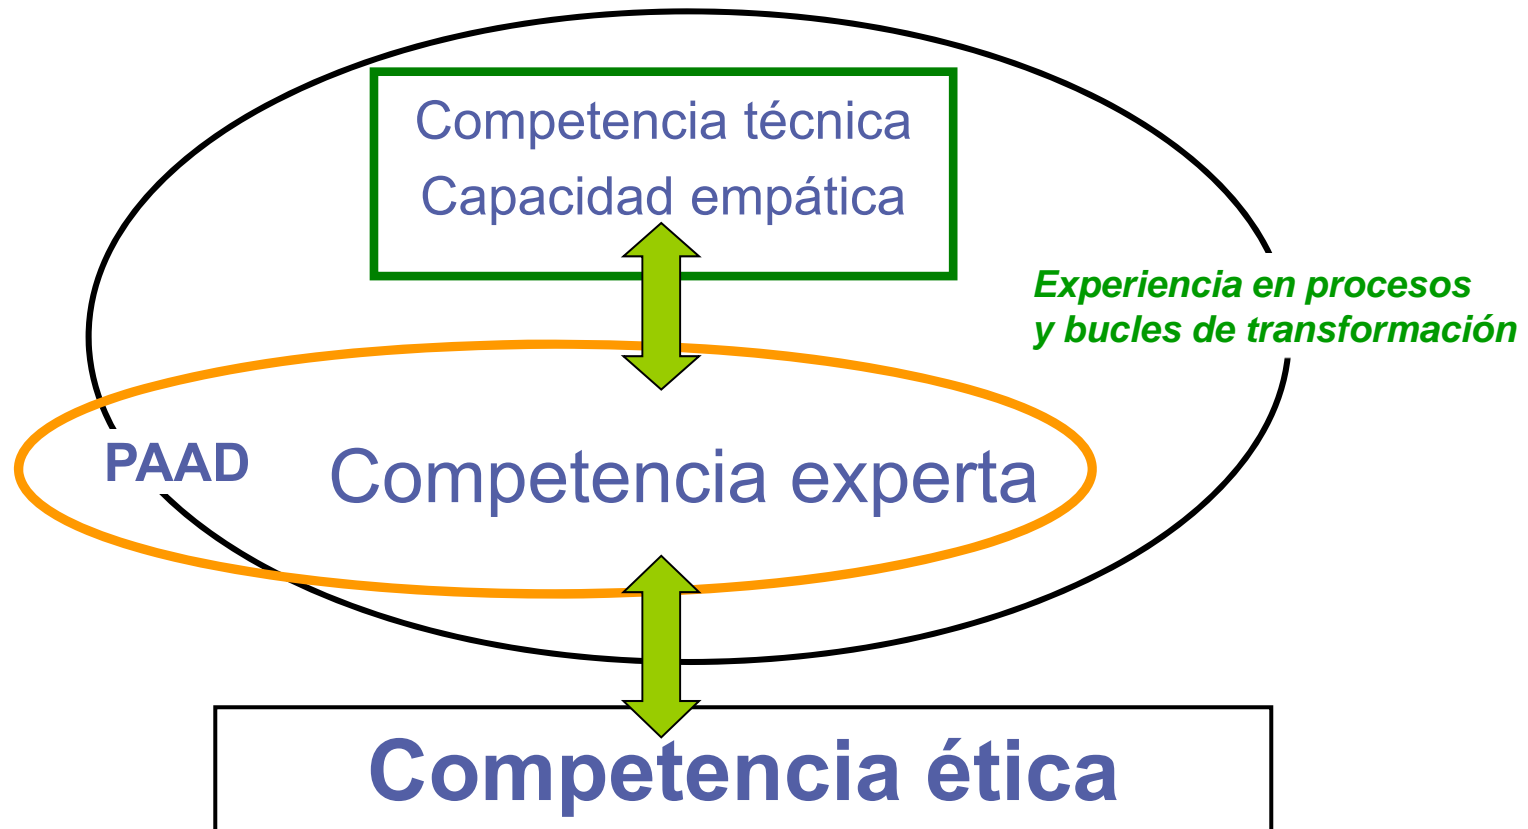 Competencia técnica
Capacidad empática
Experiencia en procesos
y bucles de transformación
PAAD
Competencia experta
Competencia ética